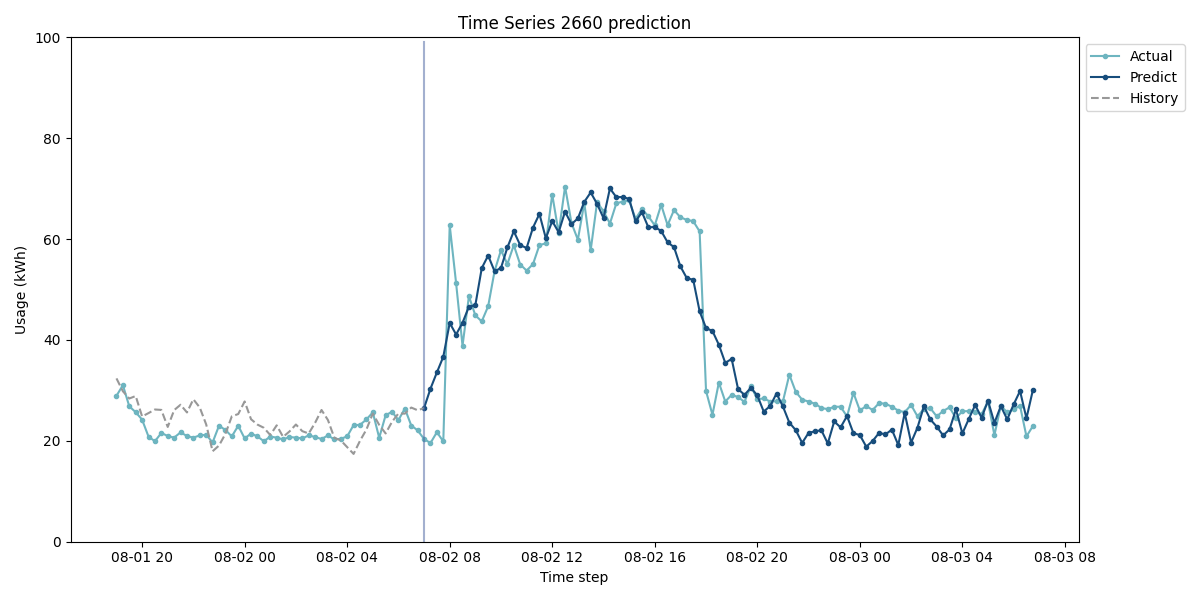 Time Series 2660 prediction
100
80
60
40
20
0
Usage (kWh)
08-01 20
08-02 00
08-02 04
08-02 08
08-02 12
08-02 16
08-02 20
08-03 00
08-03 04
08-03 08
Time step
Actual
Predict
History